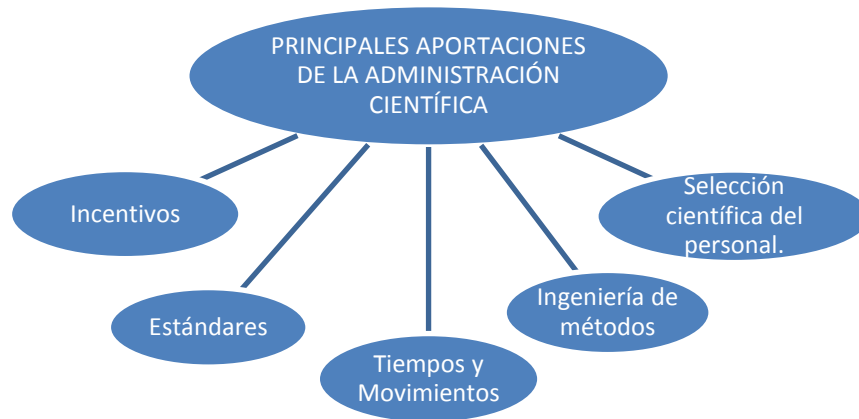 PRINCIPALES APORTACIONES
DE LA ADMINISTRACIÓN
CIENTÍFICA
Incentivos
Estándares
Tiempos y
Movimientos
Ingeniería de
métodos
Selección
científica del
personal.